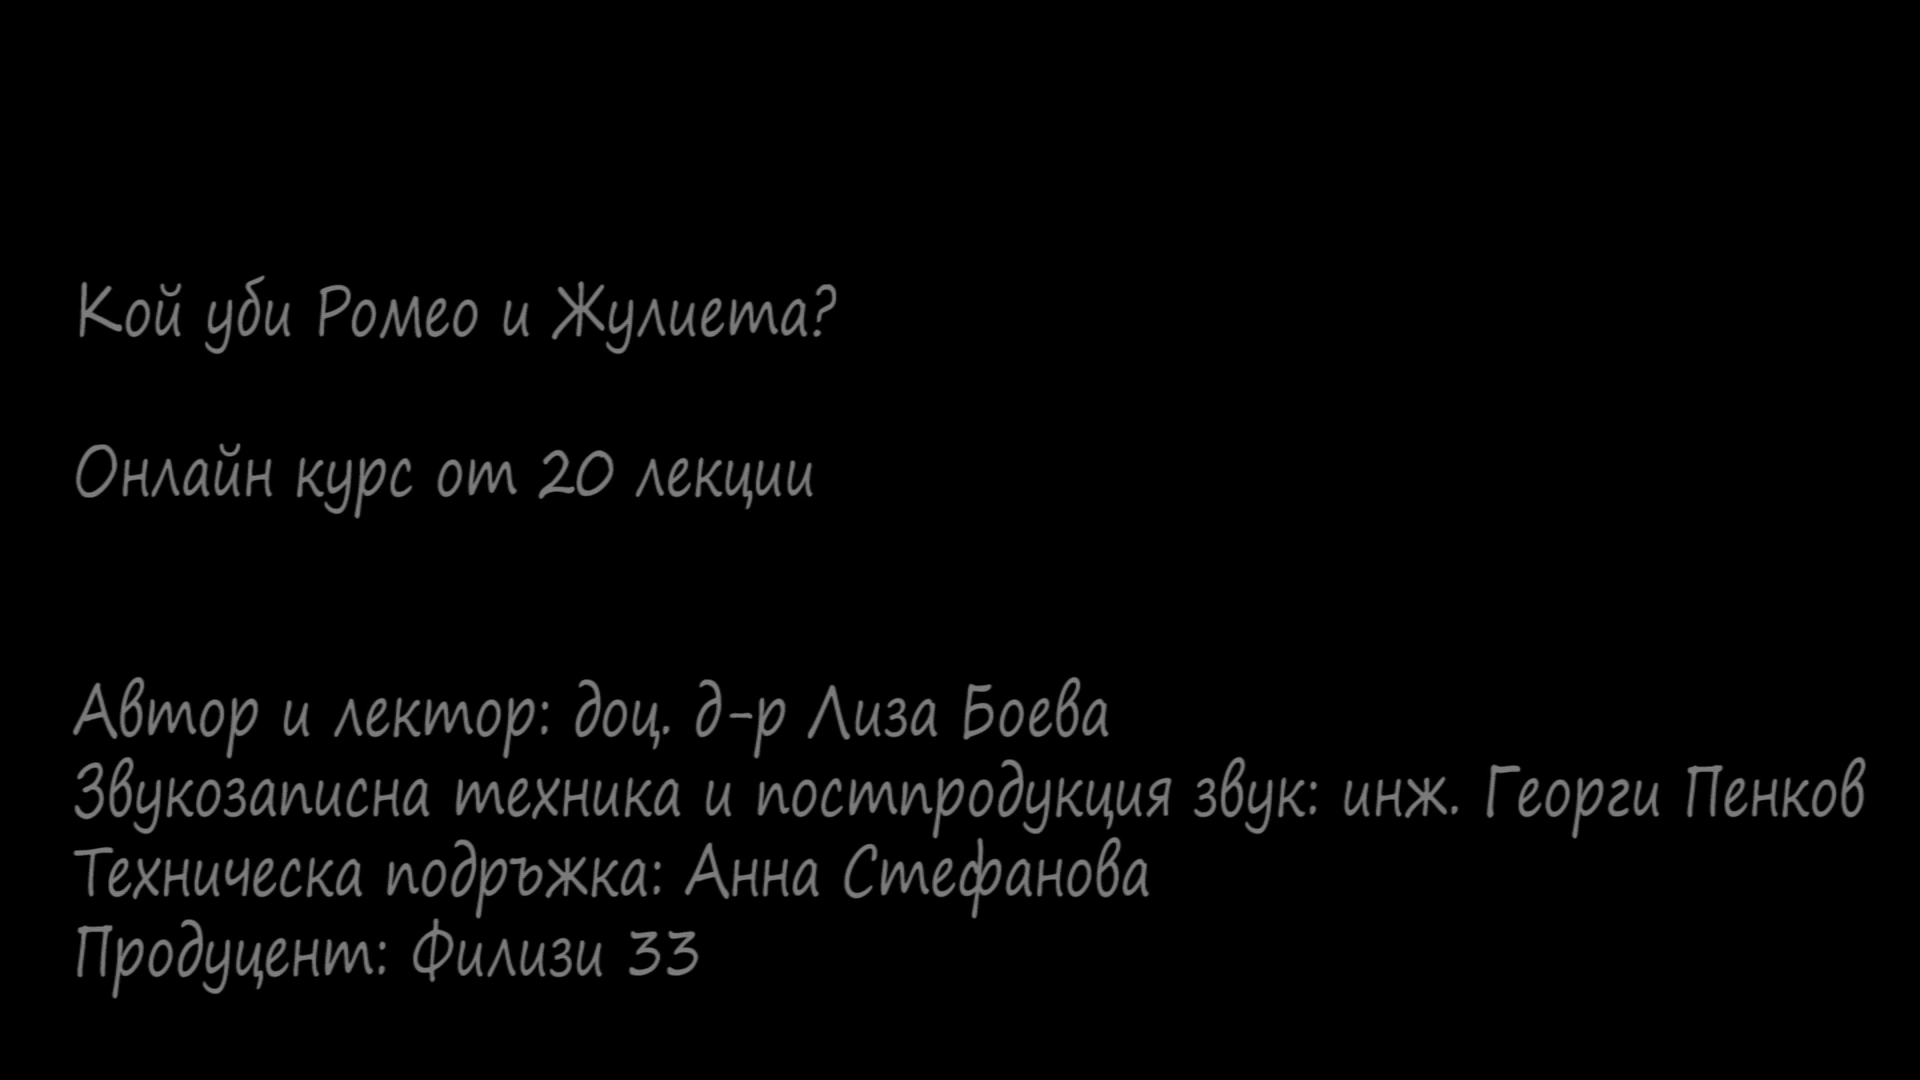 Кой уби Ромео и Жулиета?
Онлайн курс от 20 лекции
Автор и лектор: доц. д-р Лиза Боева
Звукозаписна техника и постпродукция звук: инж. Георги Пенков
Техническа подръжка: Анна Стефанова
Продуцент: Филизи 33